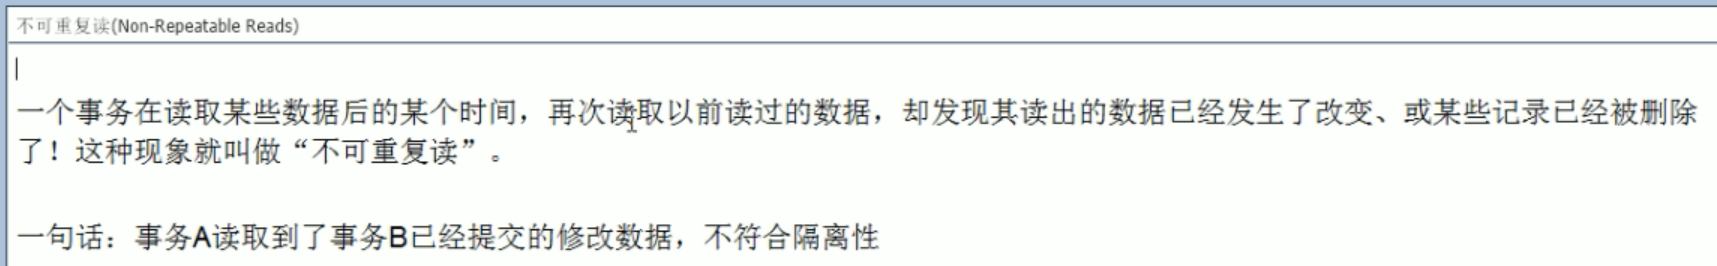 不可重复读(Non-Repeatable Reads)
一个事务在读取某些数据后的某个时间，再次读取以前读过的数据，却发现其读出的数据已经发生了改变、或某些记录已经被删除
了！这种现象就叫做“不可重复读”。
一句话：事务A读取到了事务B已经提交的修改数据，不符合隔离性